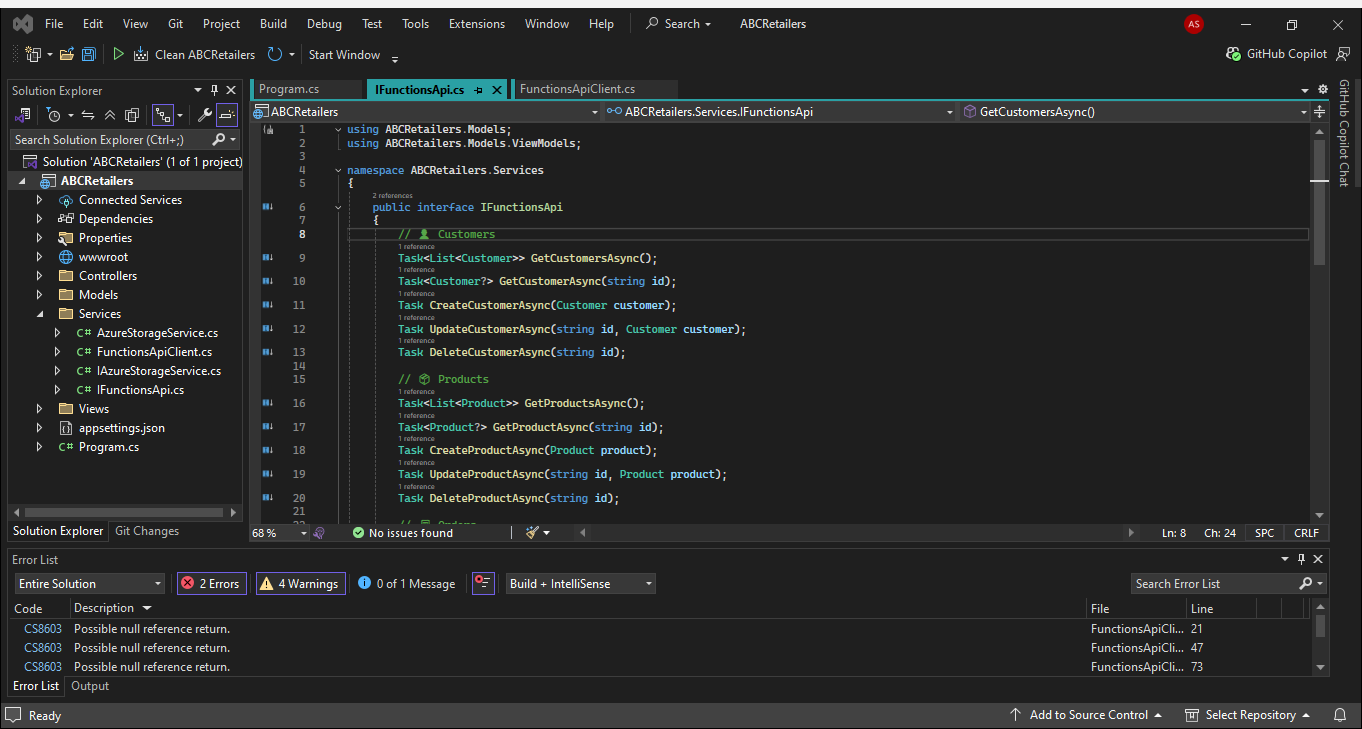 File Edit View Git Project Build Debug Test Tools Extensions Window Help Search ABCRetailers AS
Clean ABCRetailers Start Window GitHub Copilot
Solution Explorer
Search Solution Explorer (Ctrl+;)
Solution 'ABCRetailers' (1 of 1 project)
ABCRetailers
Connected Services
Dependencies
Properties
wwwroot
Controllers
Models
Services
C# AzureStorageService.cs
C# FunctionsApiClient.cs
C# IAzureStorageService.cs
C# IFunctionsApi.cs
Views
appsettings.json
C# Program.cs
Solution Explorer Git Changes
Program.cs IFunctionsApi.cs FunctionsApiClient.cs
ABCRetailers ABCRetailers.Services.IFunctionsApi GetCustomersAsync()
1 using ABCRetailers.Models;
2 using ABCRetailers.Models.ViewModels;
3
4 namespace ABCRetailers.Services
5 {
2 references
6 public interface IFunctionsApi
7 {
8 // 👤 Customers
1 reference
9 Task<List<Customer>> GetCustomersAsync();
1 reference
10 Task<Customer?> GetCustomerAsync(string id);
1 reference
11 Task CreateCustomerAsync(Customer customer);
1 reference
12 Task UpdateCustomerAsync(string id, Customer customer);
1 reference
13 Task DeleteCustomerAsync(string id);
14
15 // 📦 Products
1 reference
16 Task<List<Product>> GetProductsAsync();
1 reference
17 Task<Product?> GetProductAsync(string id);
1 reference
18 Task CreateProductAsync(Product product);
1 reference
19 Task UpdateProductAsync(string id, Product product);
1 reference
20 Task DeleteProductAsync(string id);
21
22 // Orders
68 % No issues found Ln: 8 Ch: 24 SPC CRLF
GitHub Copilot Chat
Error List
Entire Solution 2 Errors 4 Warnings 0 of 1 Message Build + IntelliSense Search Error List
Code Description File Line
CS8603 Possible null reference return. FunctionsApiCli... 21
CS8603 Possible null reference return. FunctionsApiCli... 47
CS8603 Possible null reference return. FunctionsApiCli... 73
Error List Output
Ready Add to Source Control Select Repository